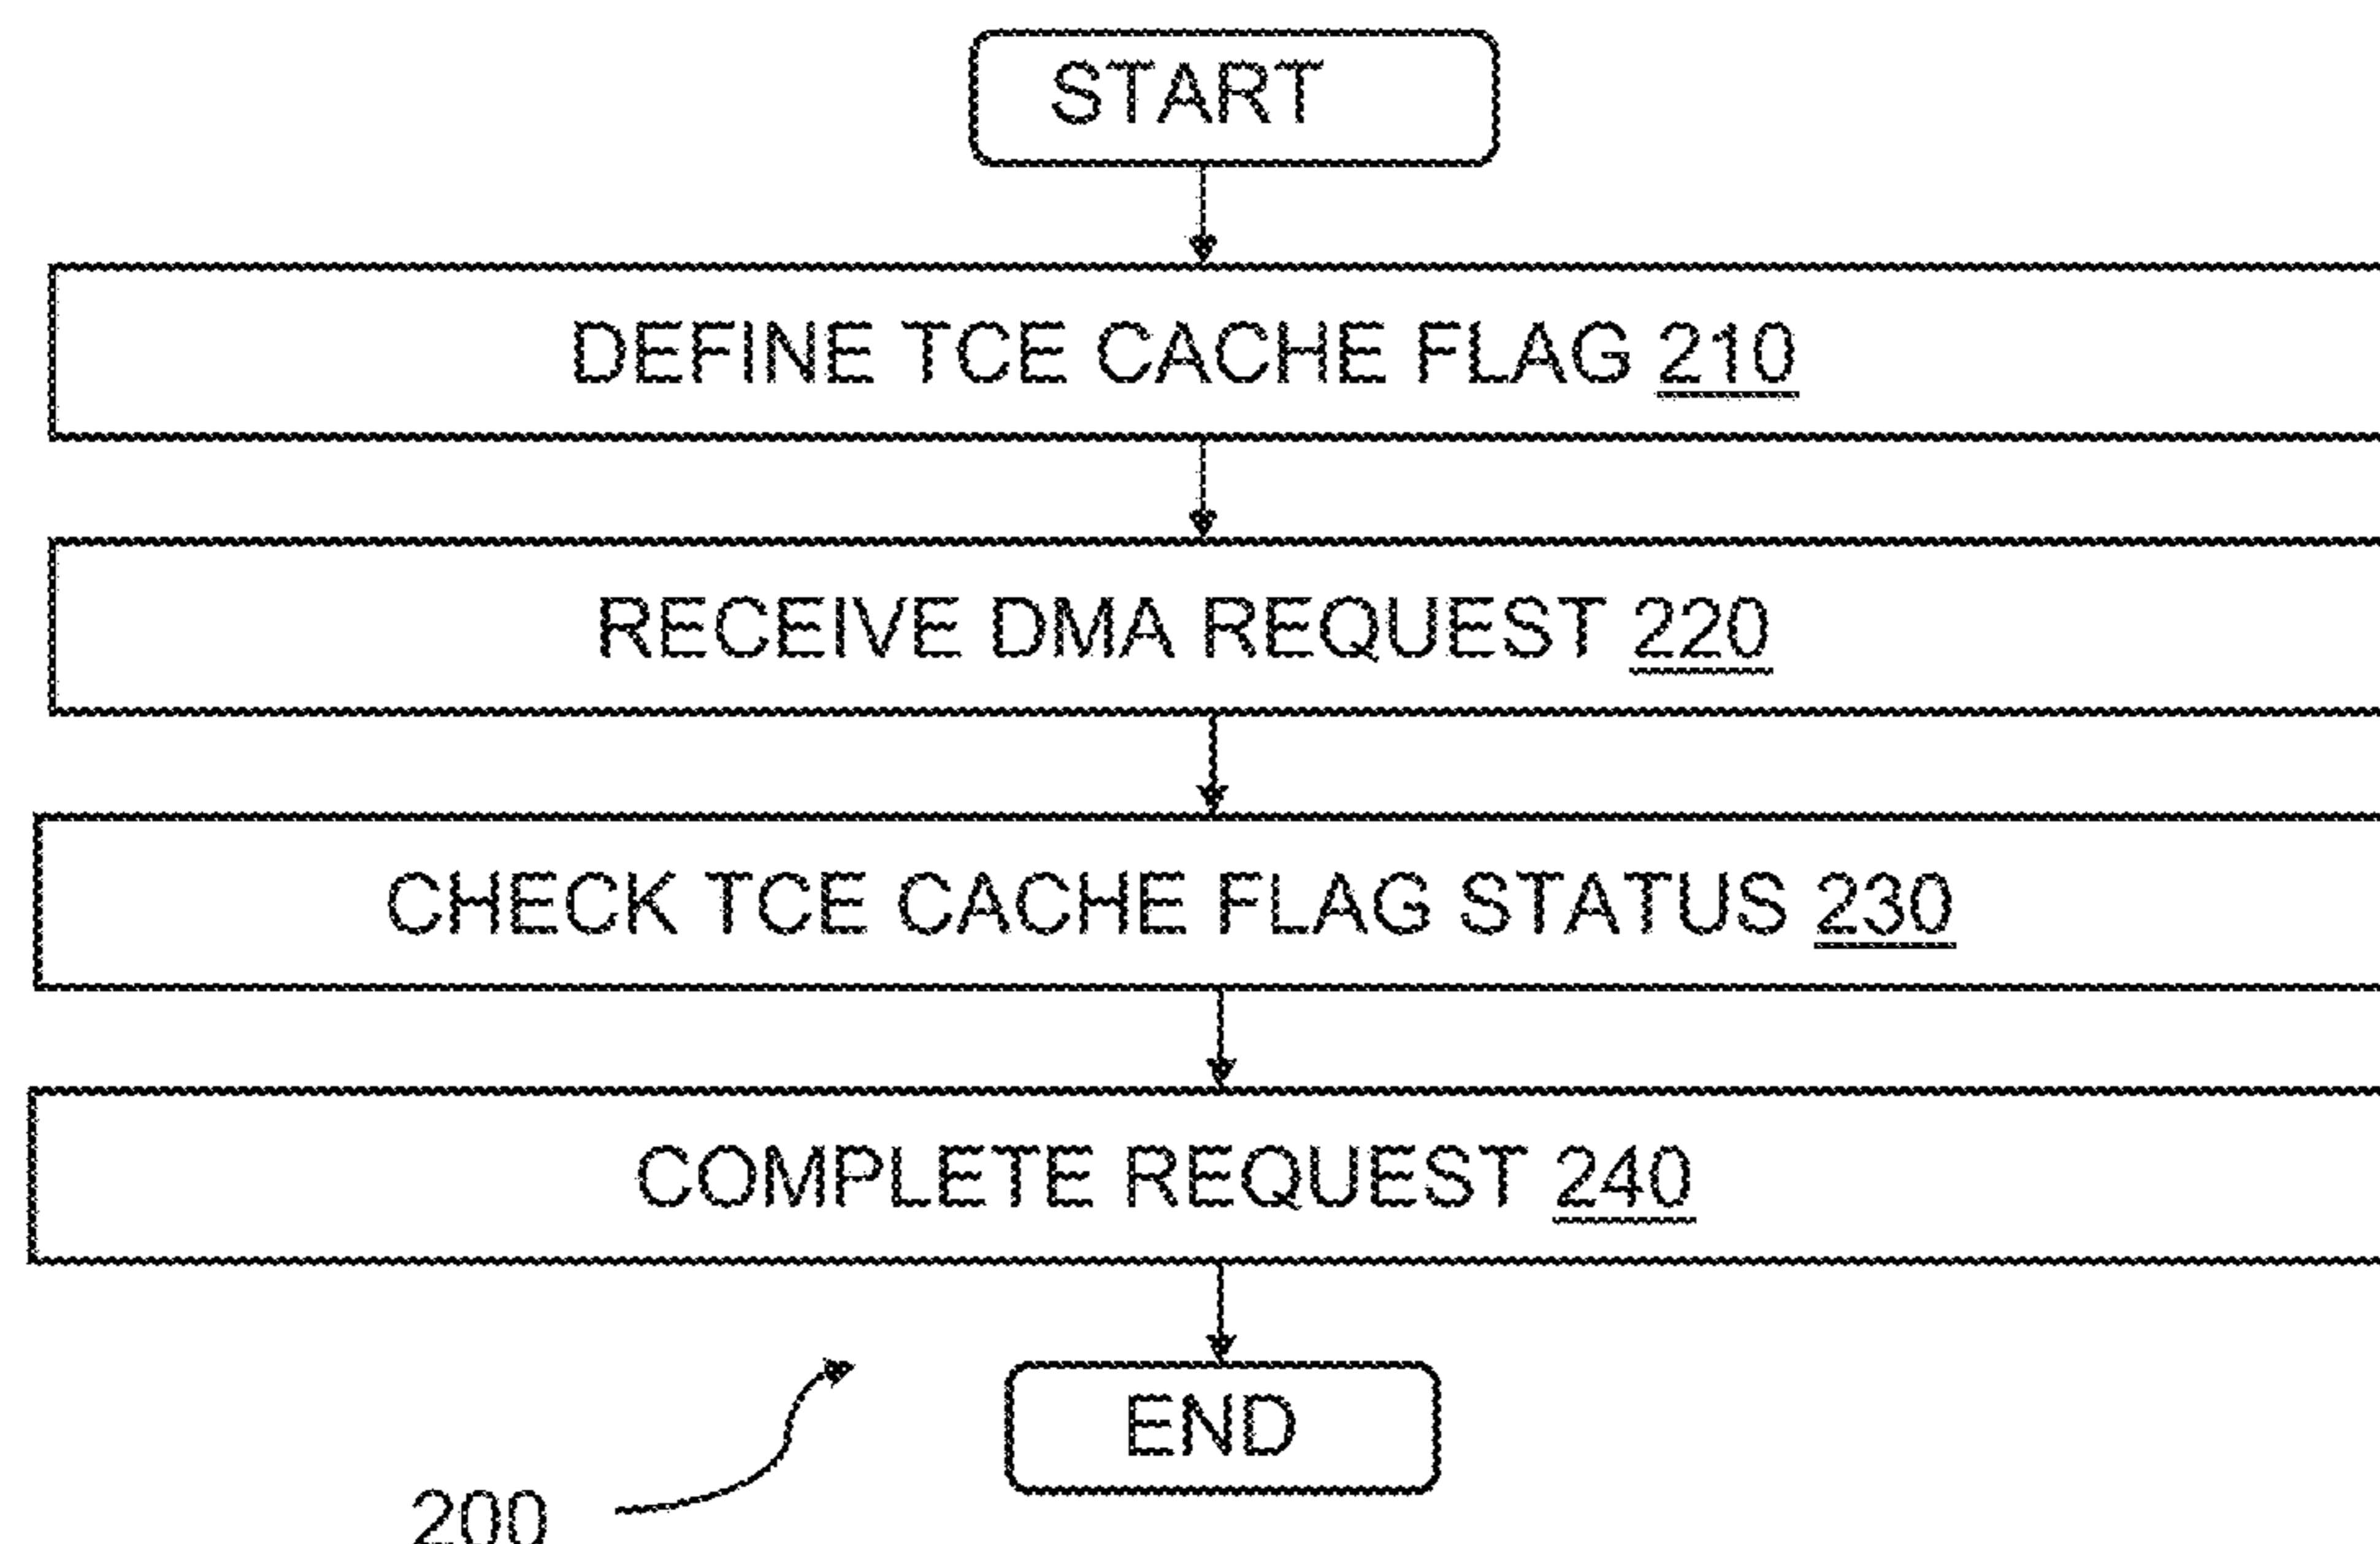 START
DEFINE TCE CACHE FLAG 210
RECEIVE DMA REQUEST 220
CHECK TCE CACHE FLAG STATUS 230
COMPLETE REQUEST 240
END
200